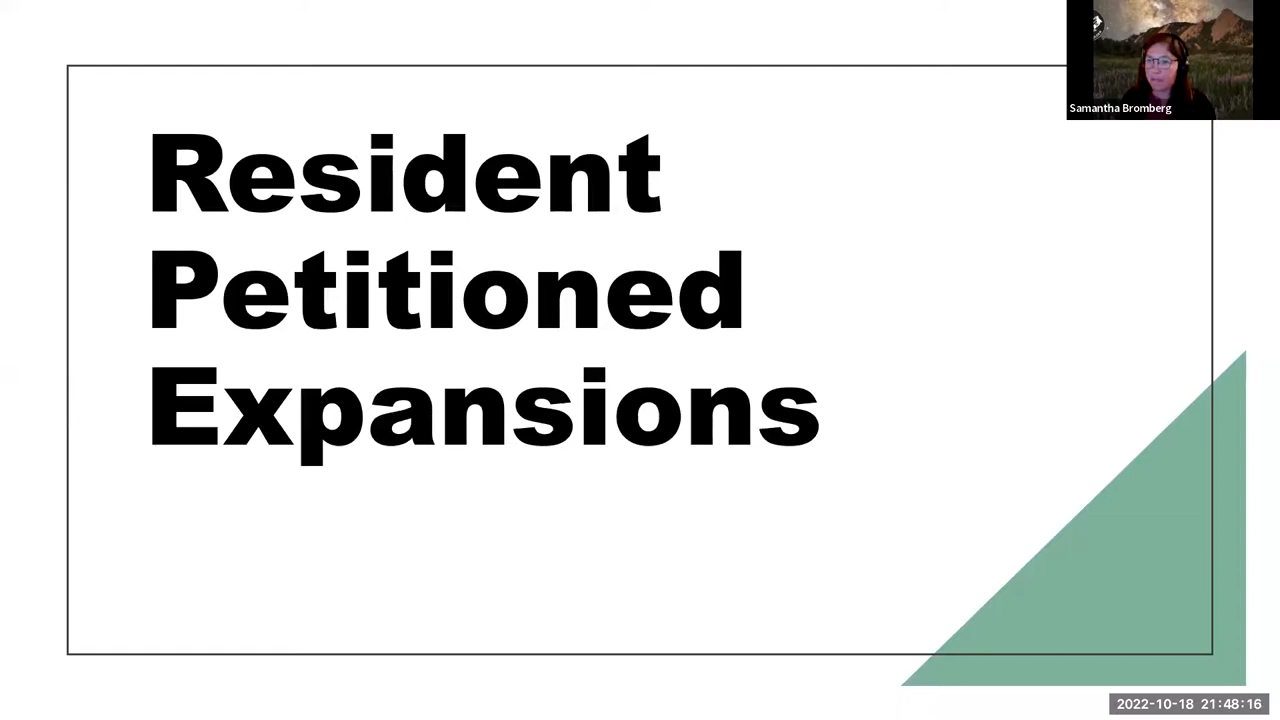 Samantha Bromberg
Resident
Petitioned
Expansions
2022-10-18 21:48:16